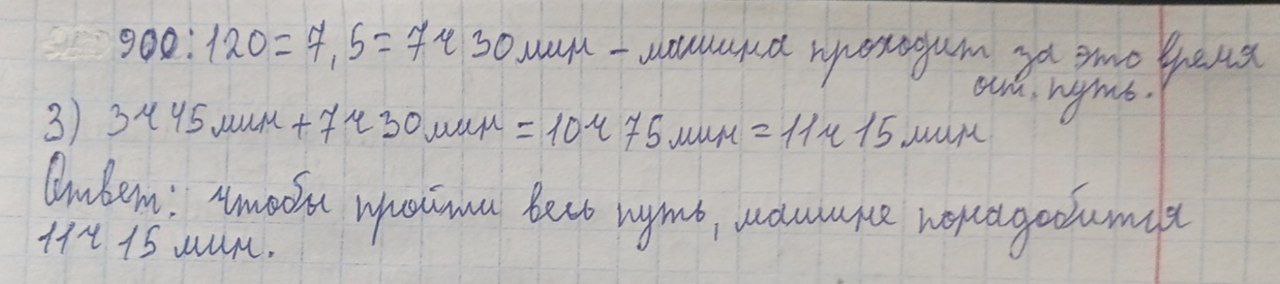 900:120=7,5=7ч 30 мин – машина проходит за это время
ост. путь.
3) 3ч 45 мин + 7ч 30 мин = 10ч 75 мин = 11ч 15 мин
Ответ: чтобы пройти весь путь, машине понадобится
11ч 15 мин.